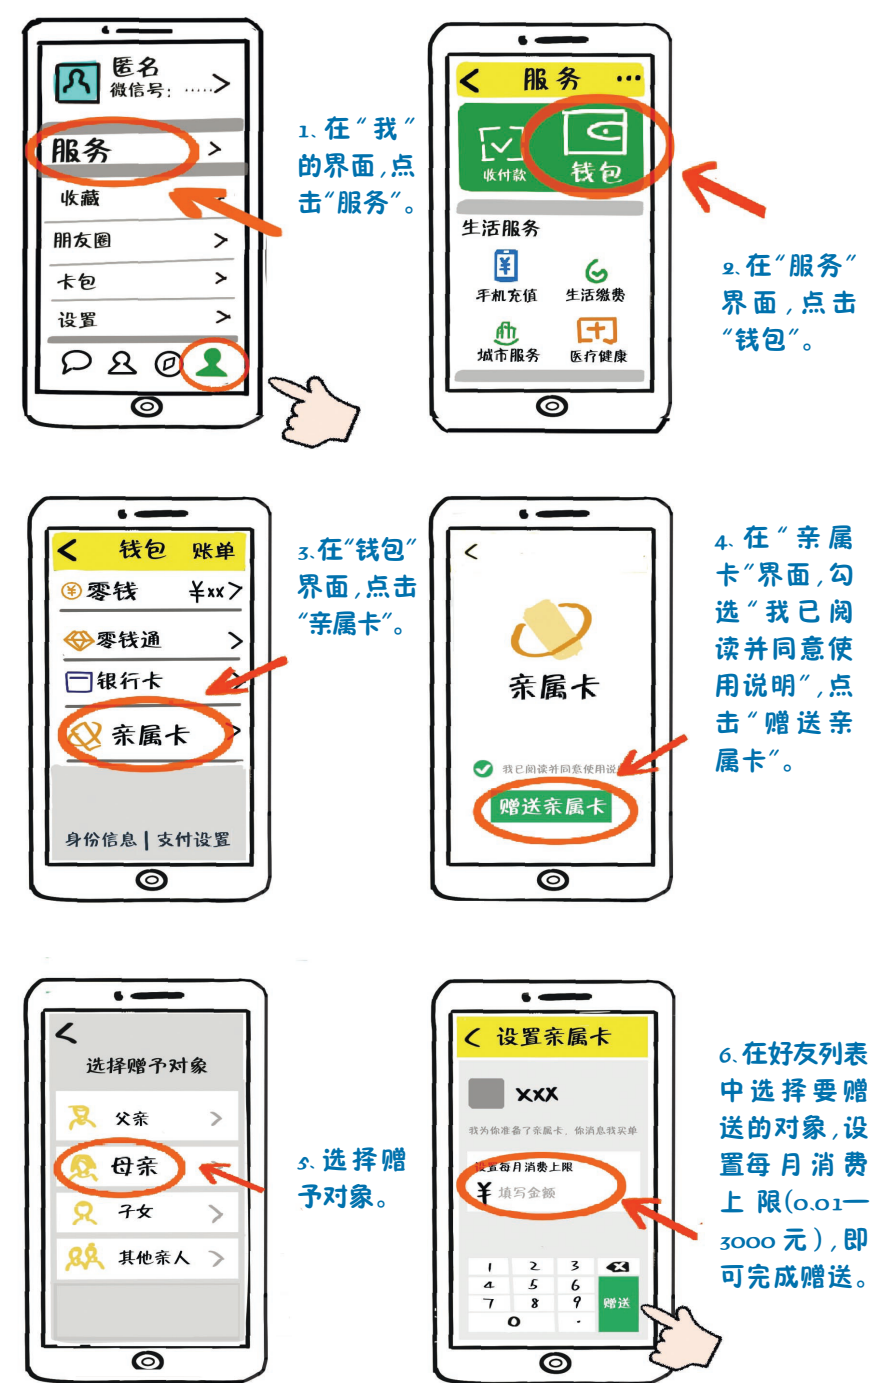 匿名
微信号: ……
服务
收藏
朋友圈
卡包
设置
1、在“我”
的界面,点
击“服务”。
服务 …
收付款
钱包
生活服务
手机充值 生活缴费
城市服务 医疗健康
2、在“服务”
界面,点击
“钱包”。
钱包 账单
零钱 ¥xx
零钱通
银行卡
亲属卡
身份信息 | 支付设置
3、在“钱包”
界面,点击
“亲属卡”。
亲属卡
我已阅读并同意使用说
赠送亲属卡
4、在“亲属
卡”界面,勾
选“我已阅
读并同意使
用说明”,点
击“赠送亲
属卡”。
选择赠予对象
父亲
母亲
子女
其他亲人
5、选择赠
予对象。
设置亲属卡
xxx
我为你准备了亲属卡、你消息我买单
设置每月消费上限
¥ 填写金额
1 2 3
4 5 6
7 8 9 赠送
0 .
6、在好友列表
中选择要赠
送的对象,设
置每月消费
上限(0.01—
3000元),即
可完成赠送。